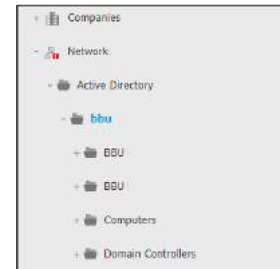 Companies
Network
Active Directory
bbu
BBU
BBU
Computers
Domain Controllers